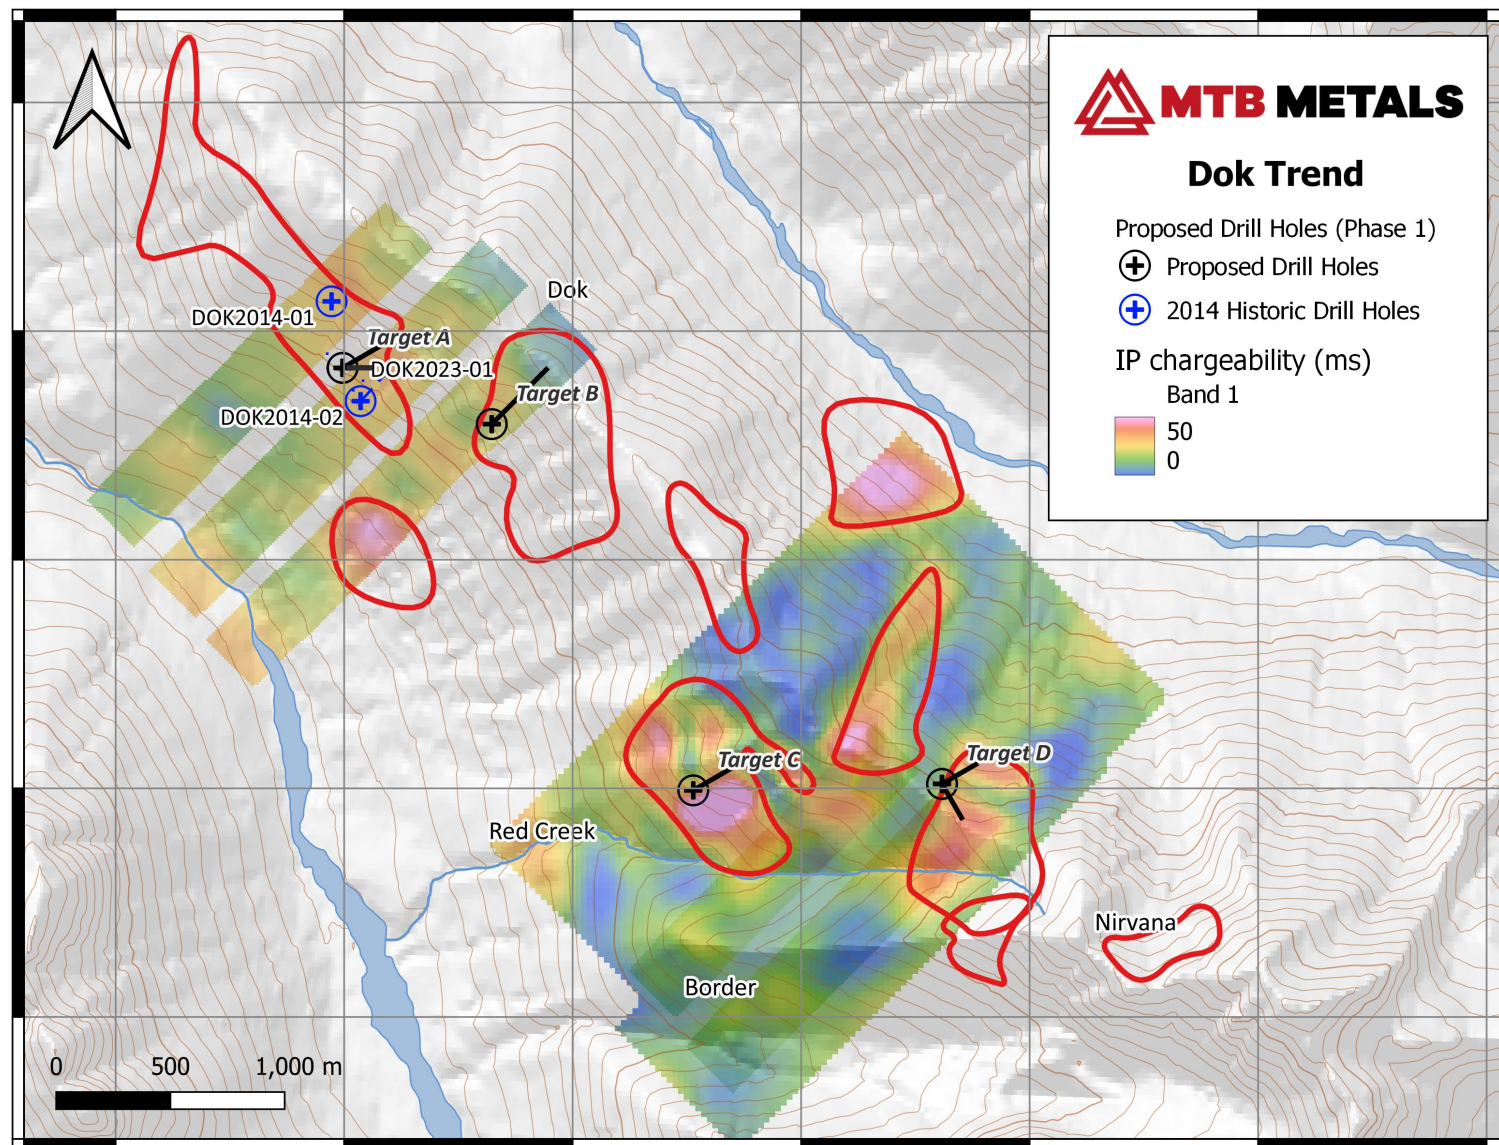 MTB METALS
Dok Trend
Proposed Drill Holes (Phase 1)
Proposed Drill Holes
2014 Historic Drill Holes
IP chargeability (ms)
Band 1
50
0
Dok
DOK2014-01
Target A
DOK2023-01
Target B
DOK2014-02
Target C
Target D
Red Creek
Nirvana
Border
0 500 1,000 m